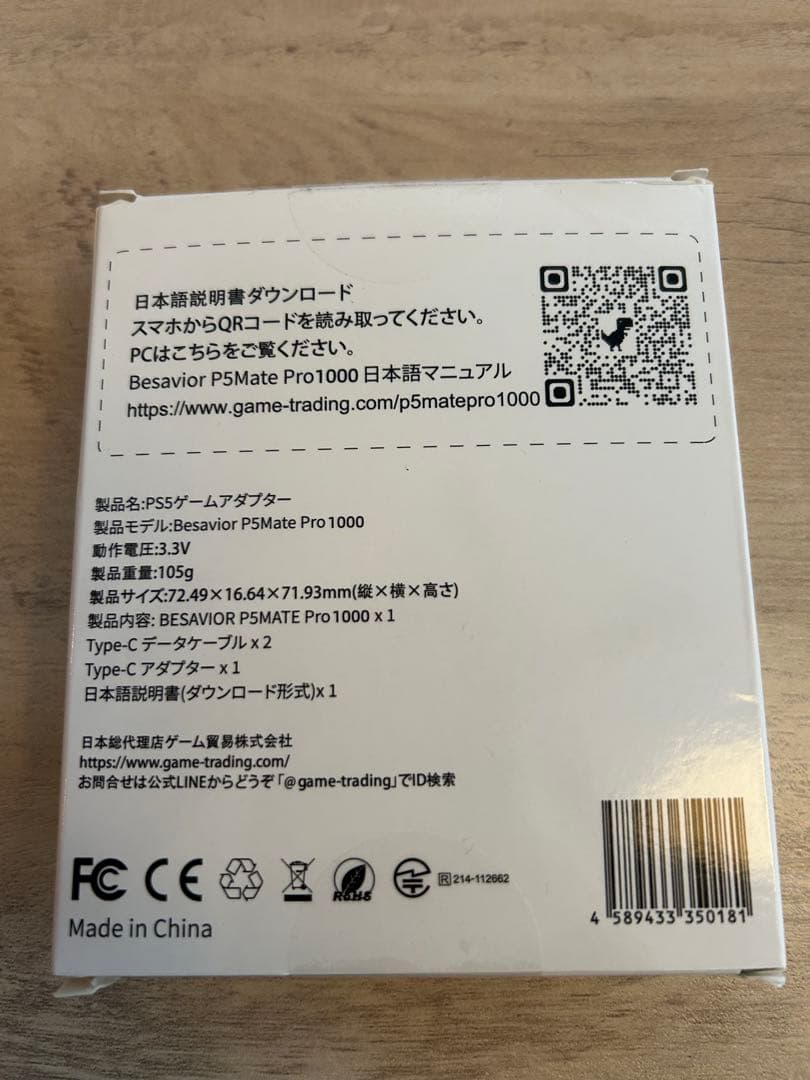 日本語説明書ダウンロード
スマホからQRコードを読み取ってください。
PCはこちらをご覧ください。
Besavior P5Mate Pro1000 日本語マニュアル
https://www.game-trading.com/p5matepro1000
製品名:PS5ゲームアダプター
製品モデル:Besavior P5Mate Pro1000
動作電圧:3.3V
製品重量:105g
製品サイズ:72.49×16.64×71.93mm(縦×横×高さ)
製品内容: BESAVIOR P5MATE Pro1000 x 1
Type-C データケーブル x 2
Type-C アダプター x 1
日本語説明書(ダウンロード形式)x 1
日本総代理店ゲーム貿易株式会社
https://www.game-trading.com/
お問合せは公式LINEからどうぞ「@game-trading」でID検索
FC CE RoHS R 214-112662
Made in China
4 589433 350181